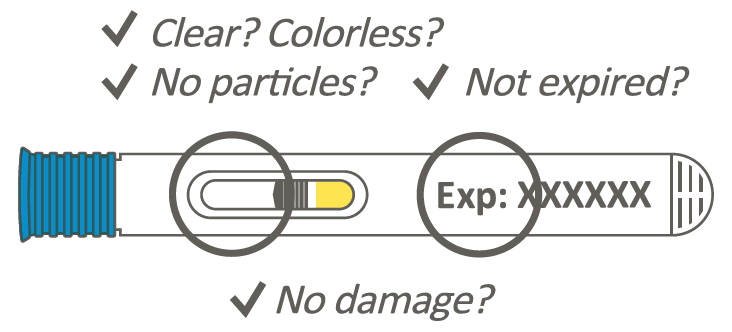 Clear? Colorless?
No particles? Not expired?
Exp: XXXXXX
No damage?